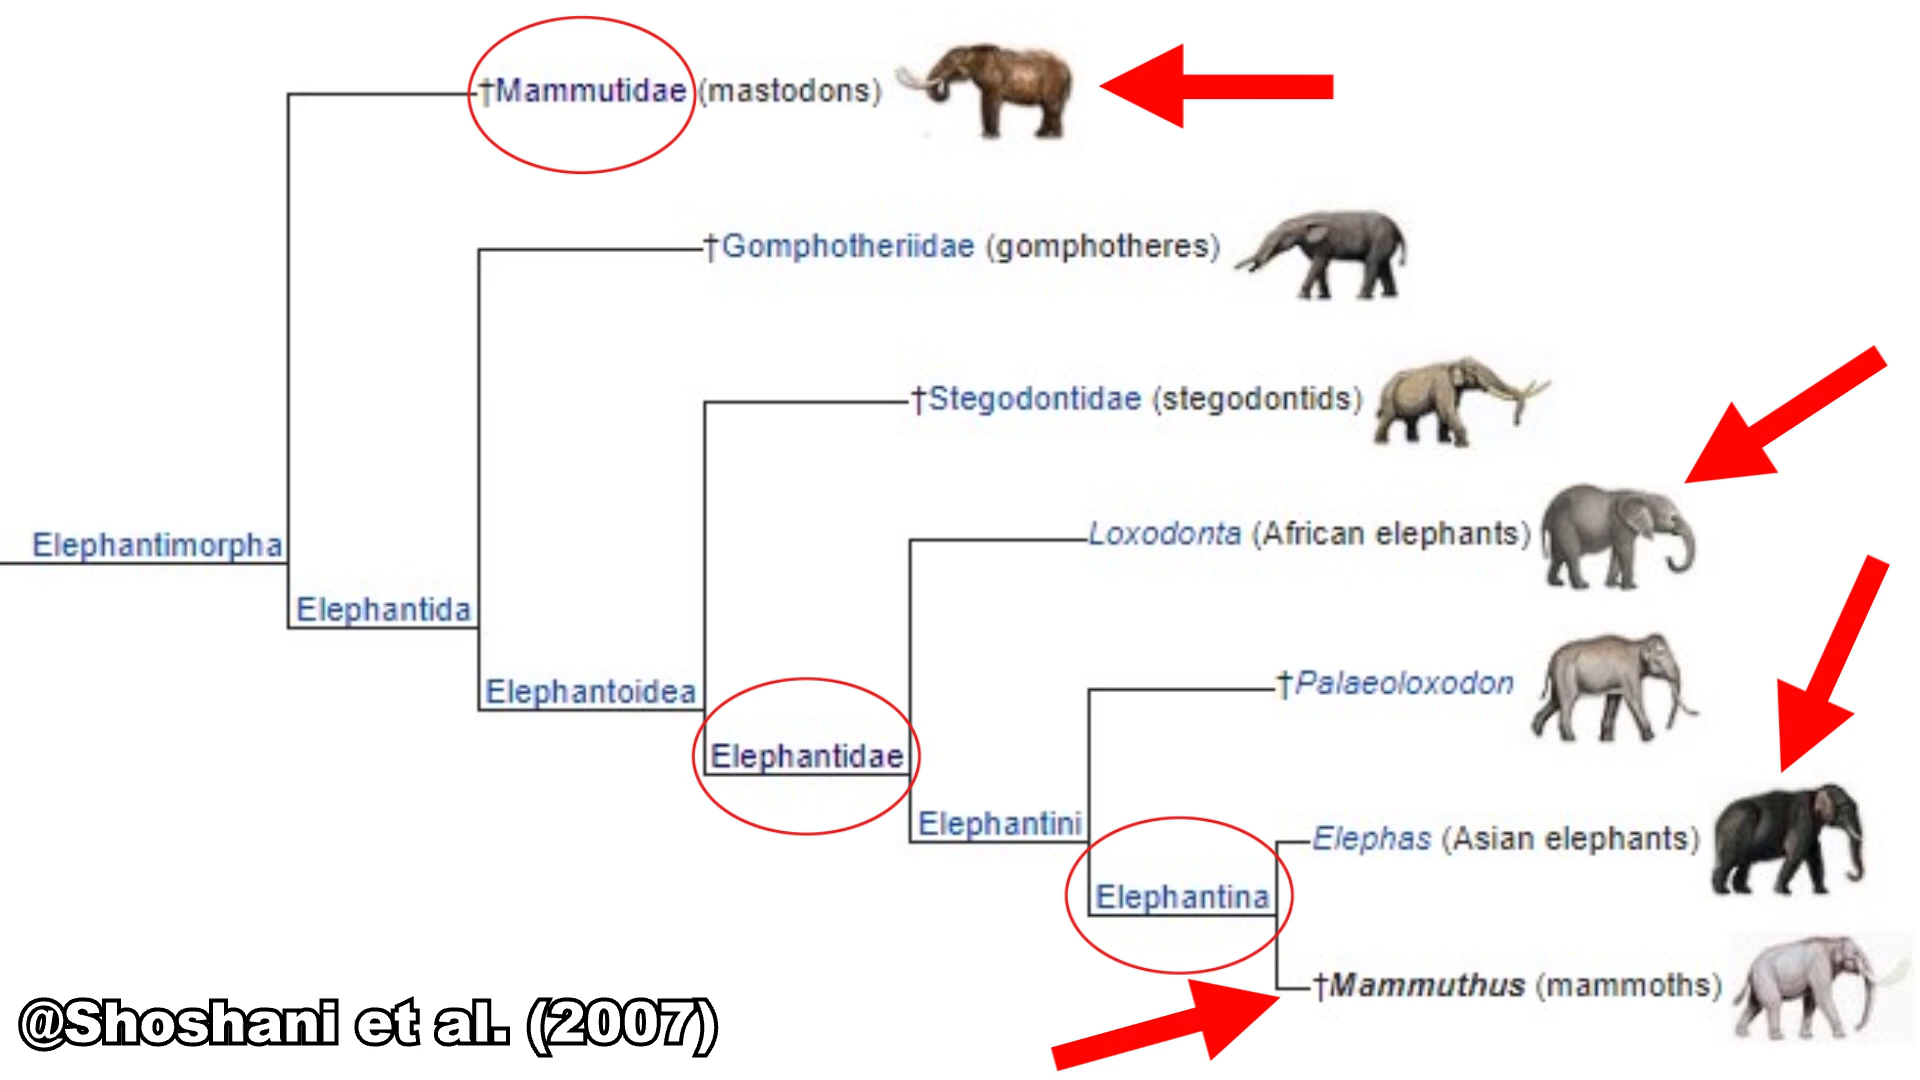 †Mammutidae (mastodons)
†Gomphotheriidae (gomphotheres)
†Stegodontidae (stegodontids)
Loxodonta (African elephants)
Elephantimorpha
Elephantida
†Palaeoloxodon
Elephantoidea
Elephantidae
Elephantini
Elephas (Asian elephants)
Elephantina
†Mammuthus (mammoths)
@Shoshani et al. (2007)